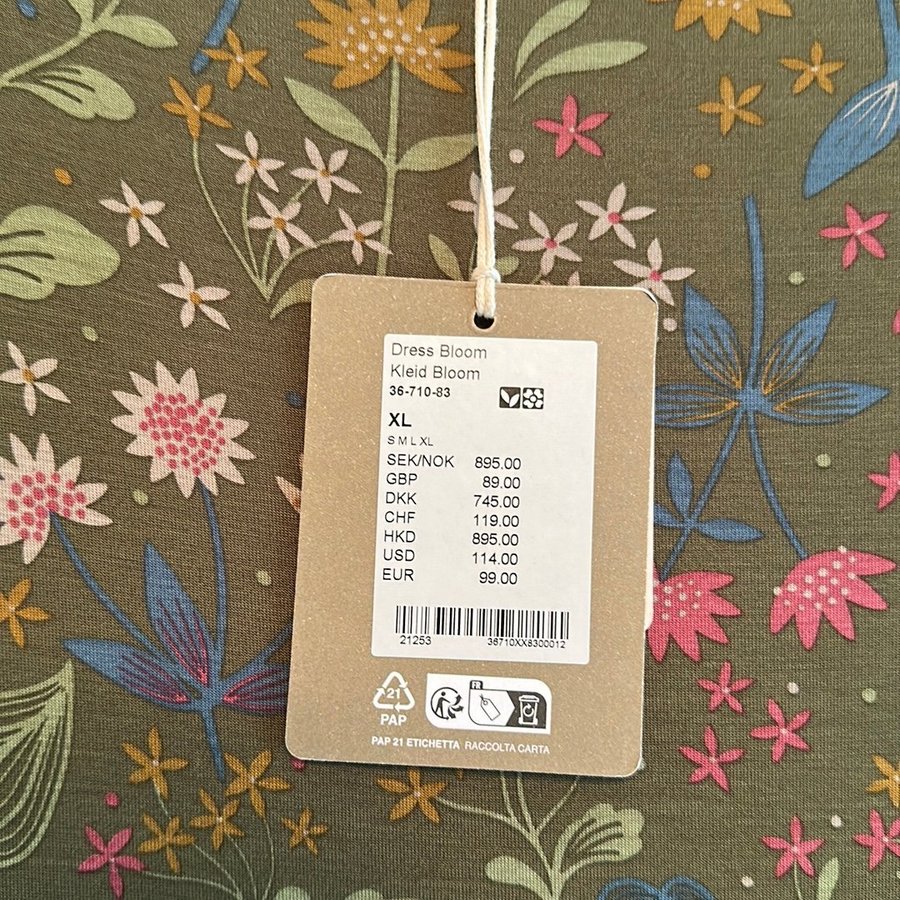 Dress Bloom
Kleid Bloom
36-710-83
XL
S M L XL
SEK/NOK 895.00
GBP 89.00
DKK 745.00
CHF 119.00
HKD 895.00
USD 114.00
EUR 99.00
21253 36710XX8300012
21
PAP
FR
PAP 21 ETICHETTA RACCOLTA CARTA